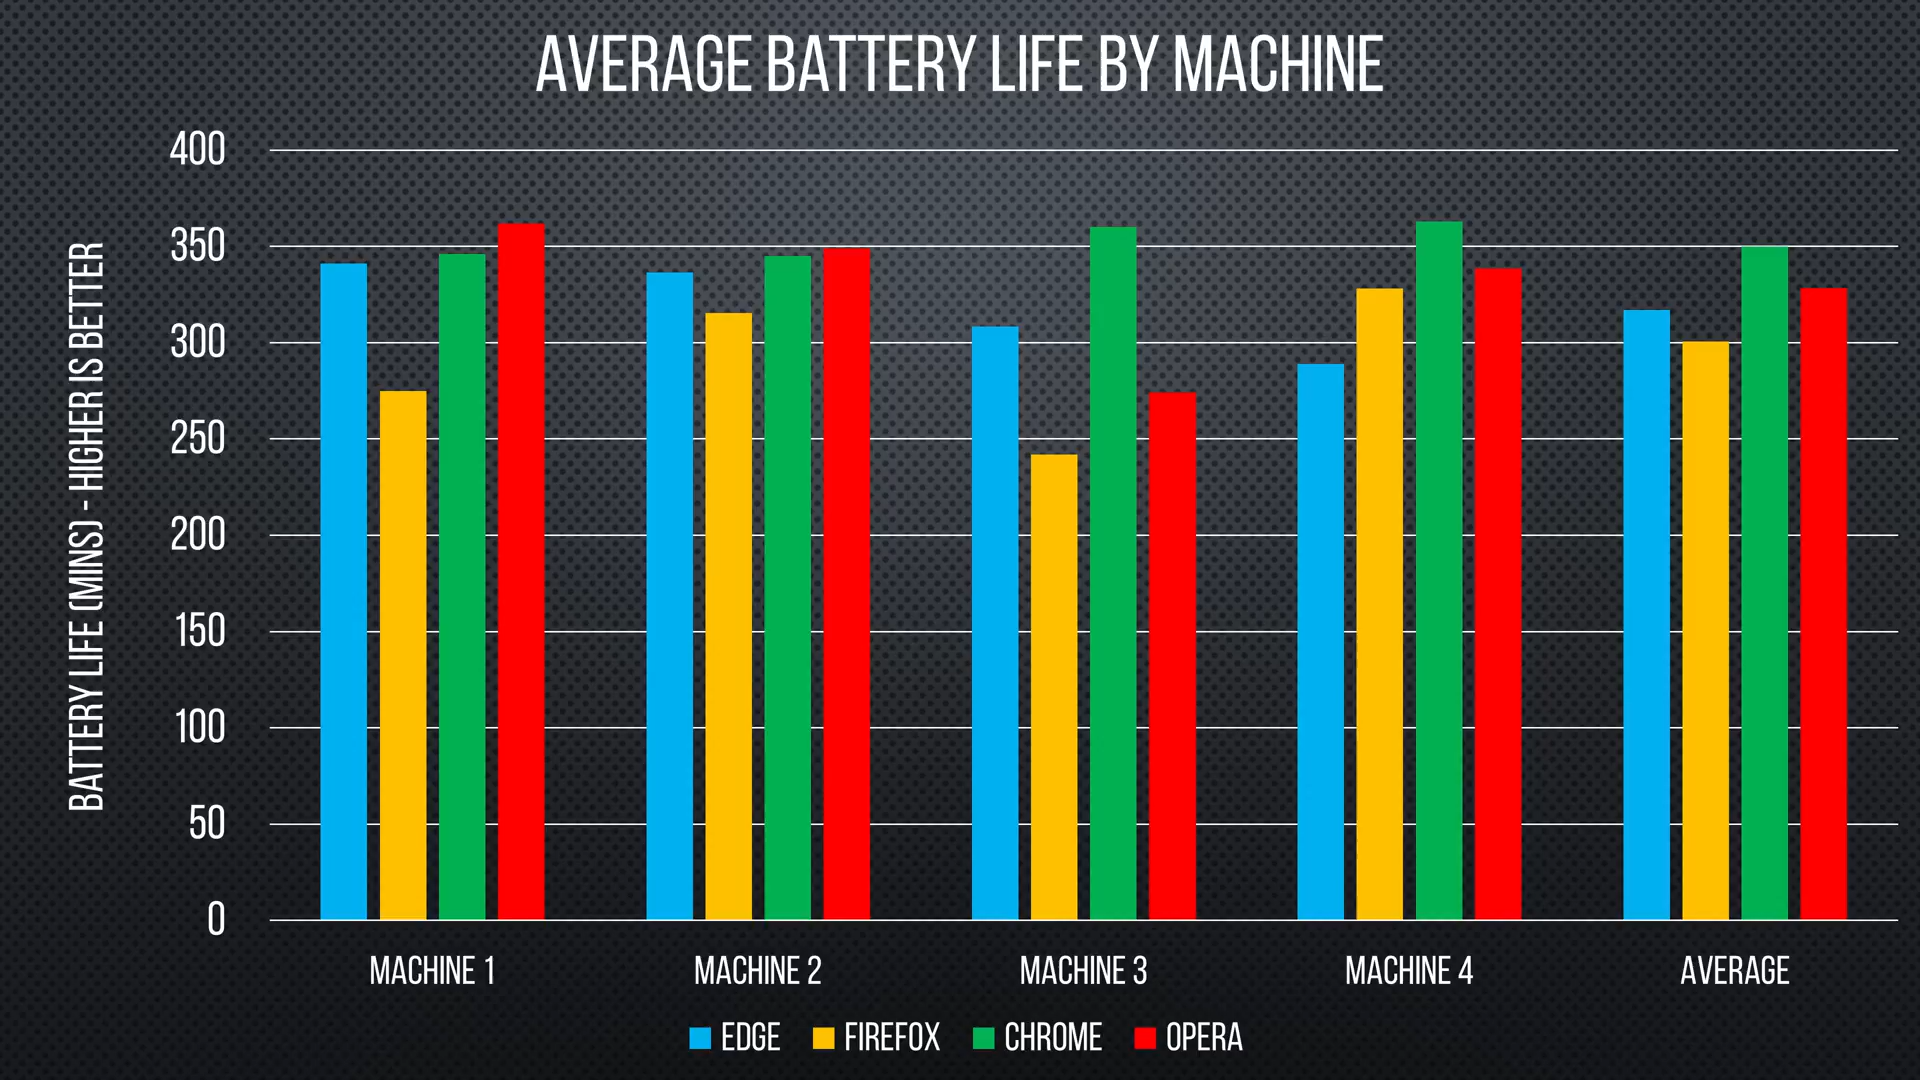 AVERAGE BATTERY LIFE BY MACHINE
BATTERY LIFE (MINS) - HIGHER IS BETTER
400
350
300
250
200
150
100
50
0
MACHINE 1 MACHINE 2 MACHINE 3 MACHINE 4 AVERAGE
EDGE FIREFOX CHROME OPERA